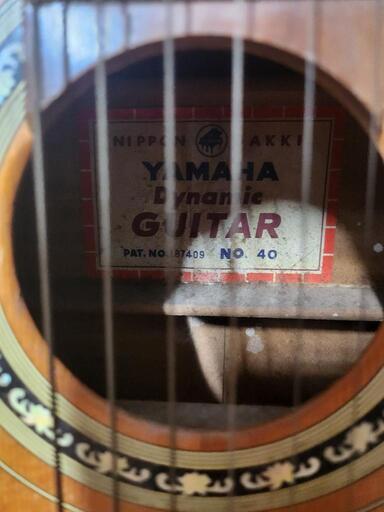 NIPPON GAKKI
YAMAHA
Dynamic
GUITAR
PAT. NO. 187409 NO. 40